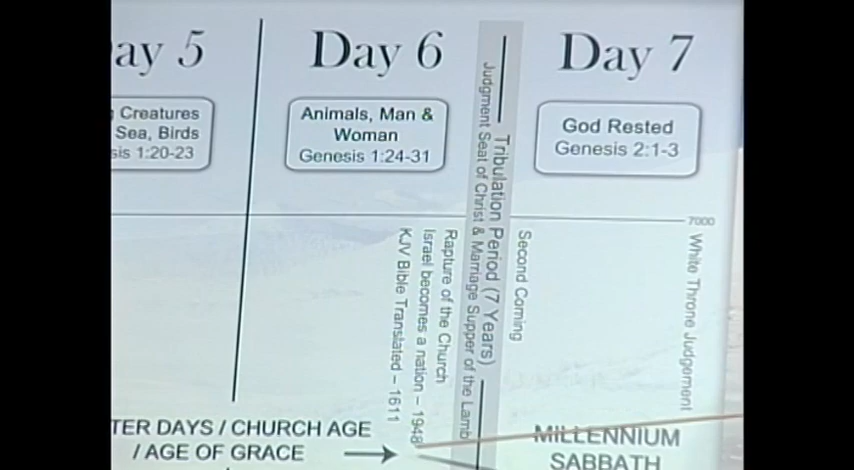 ay 5
Day 6
Day 7
Creatures
Sea, Birds
sis 1:20-23
Animals, Man &
Woman
Genesis 1:24-31
God Rested
Genesis 2:1-3
7000
KJV Bible Translated – 1611
Israel becomes a nation – 1948
Rapture of the Church
Judgment Seat of Christ & Marriage Supper of the Lamb
Tribulation Period (7 Years)
Second Coming
White Throne Judgement
TER DAYS / CHURCH AGE
/ AGE OF GRACE
MILLENNIUM
SABBATH